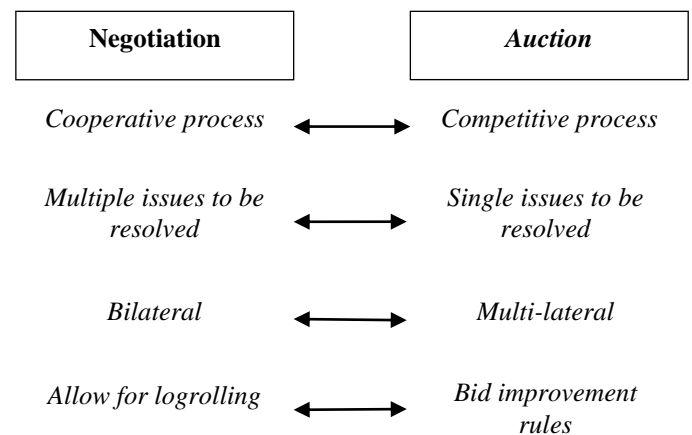 Negotiation
Auction
Cooperative process
Competitive process
Multiple issues to be
resolved
Single issues to be
resolved
Bilateral
Multi-lateral
Allow for logrolling
Bid improvement
rules